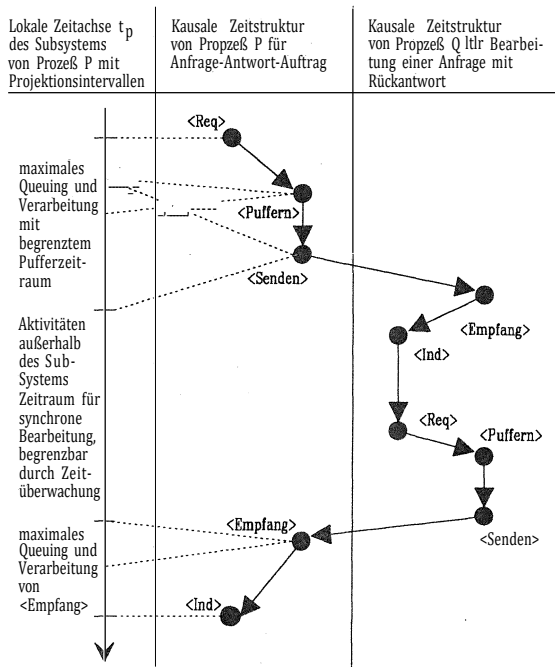 Lokale Zeitachse tp
des Subsystems
von Prozeß P mit
Projektionsintervallen
Kausale Zeitstruktur
von Propzeß P für
Anfrage-Antwort-Auftrag
Kausale Zeitstruktur
von Propzeß Q ltlr Bearbei-
tung einer Anfrage mit
Rückantwort
<Req>
maximales
Queuing und
Verarbeitung
mit
begrenztem
Pufferzeit-
raum
<Puffern>
<Senden>
<Empfang>
<Ind>
Aktivitäten
außerhalb
des Sub-
Systems
Zeitraum für
synchrone
Bearbeitung,
begrenzbar
durch Zeit-
überwachung
<Req>
<Puffern>
<Senden>
<Empfang>
maximales
Queuing und
Verarbeitung
von
<Empfang>
<Ind>